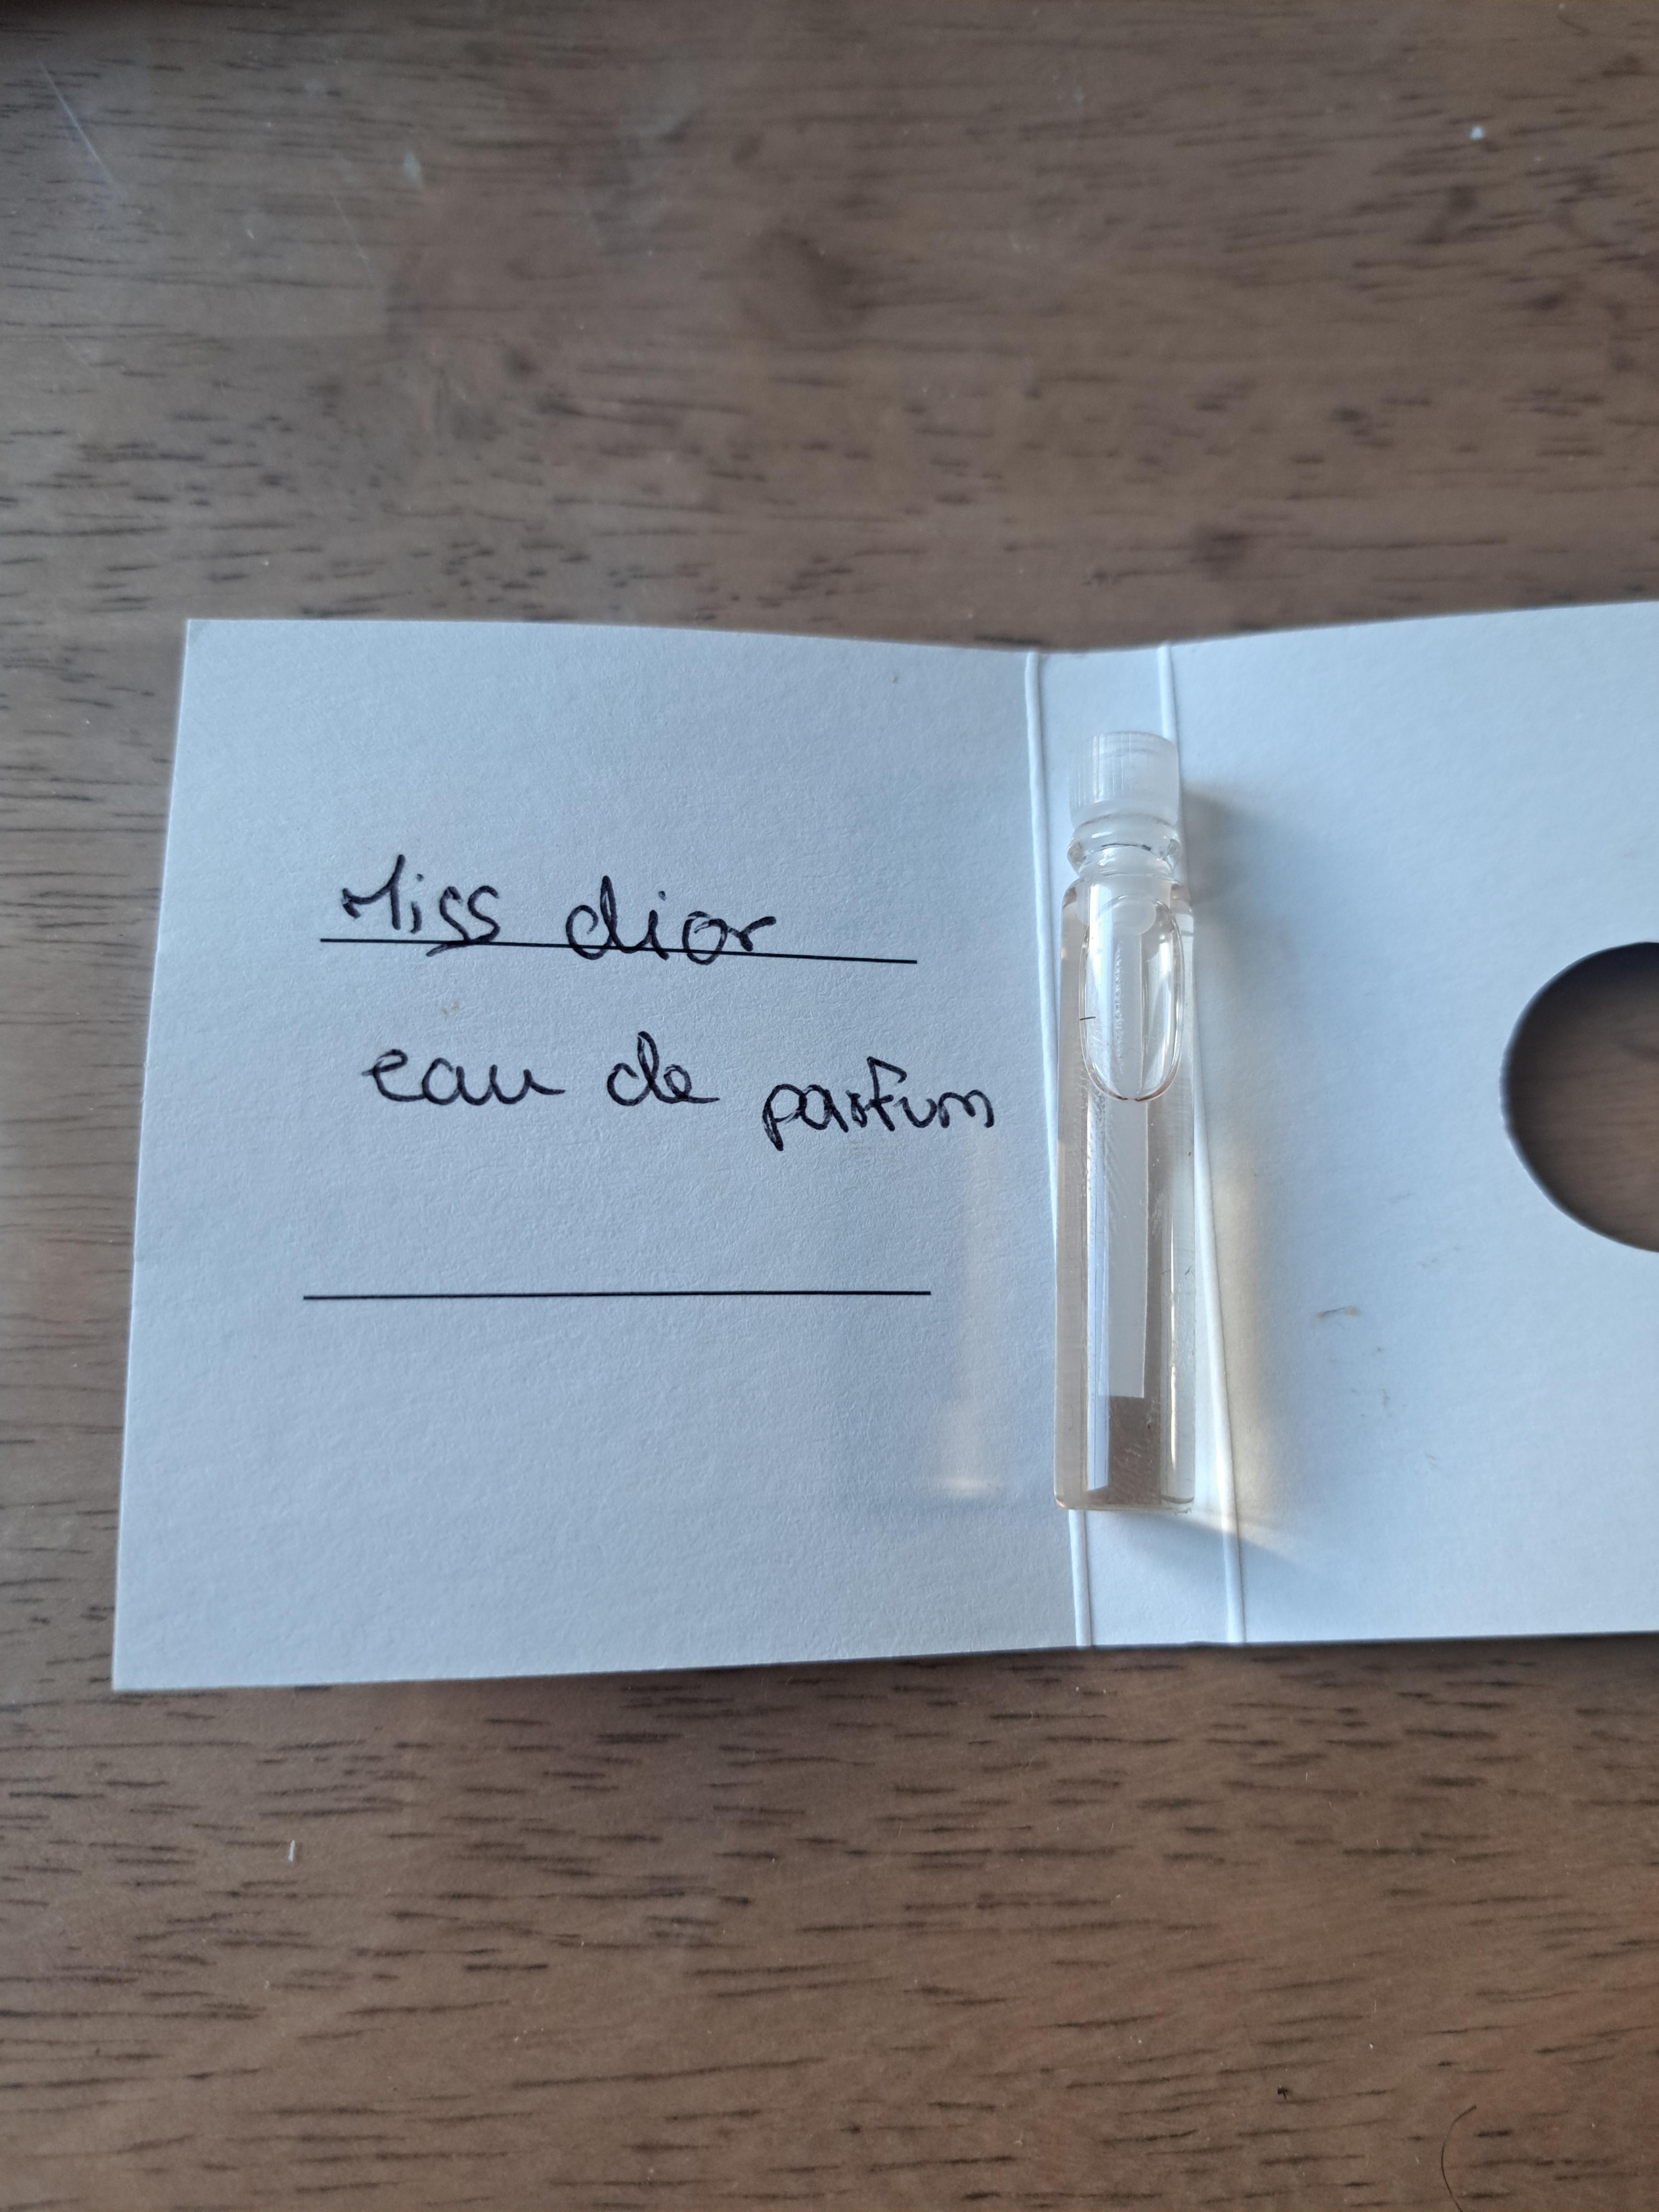 Miss dior
eau de parfum